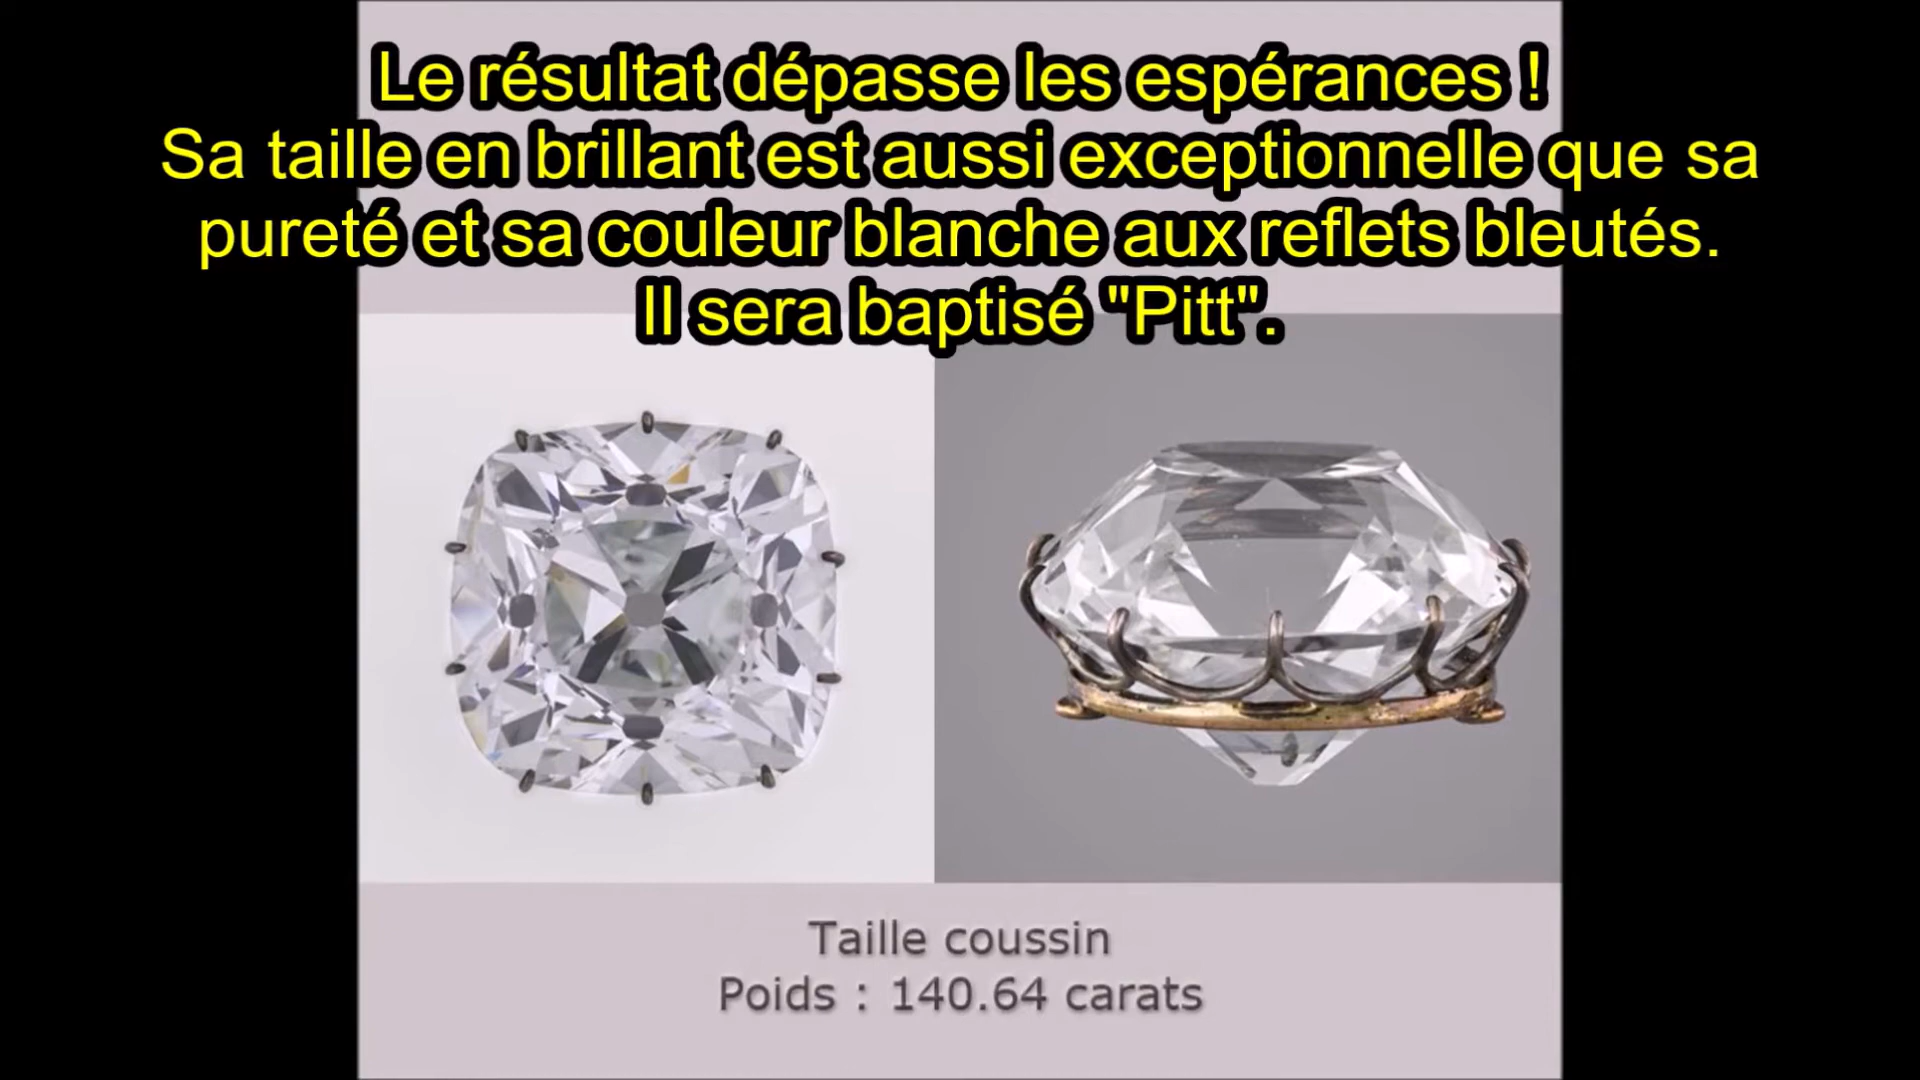 Le résultat dépasse les espérances !
Sa taille en brillant est aussi exceptionnelle que sa
pureté et sa couleur blanche aux reflets bleutés.
Il sera baptisé "Pitt".
Taille coussin
Poids : 140.64 carats